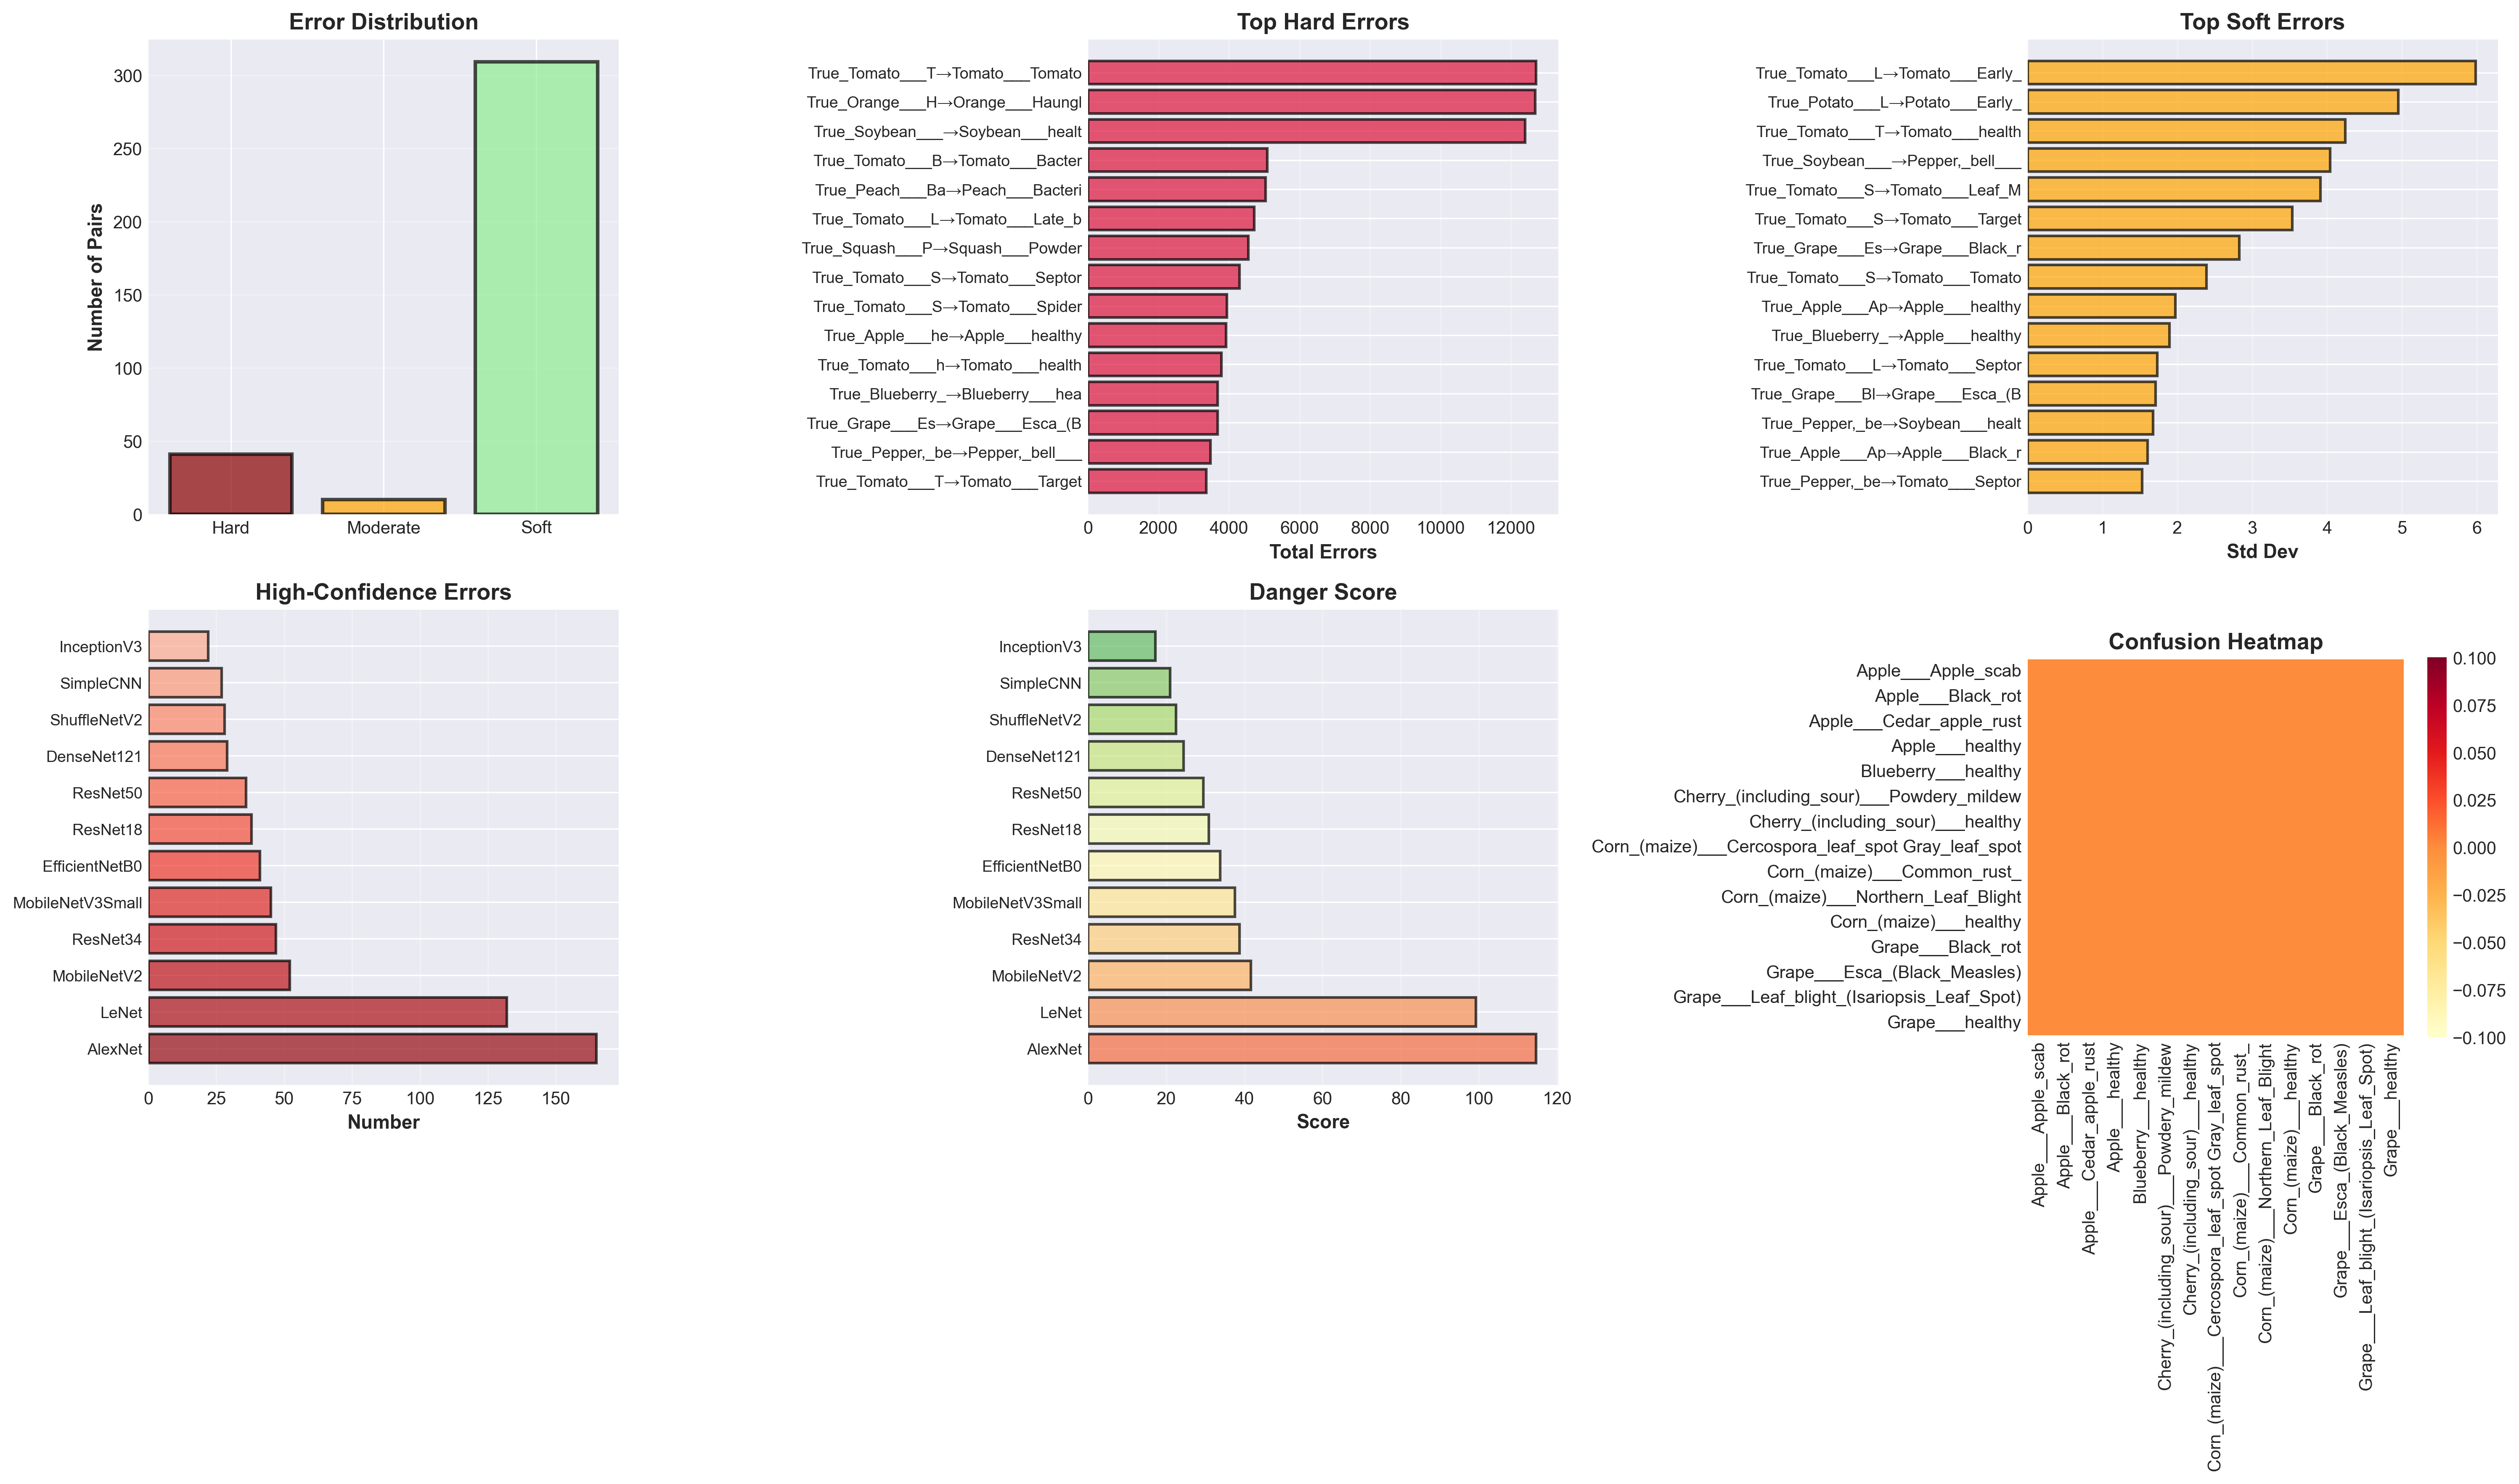 Error Distribution
Number of Pairs
300
250
200
150
100
50
0
Hard Moderate Soft
Top Hard Errors
True_Tomato___T→Tomato___Tomato
True_Orange___H→Orange___Haungl
True_Soybean___→Soybean___healt
True_Tomato___B→Tomato___Bacter
True_Peach___Ba→Peach___Bacteri
True_Tomato___L→Tomato___Late_b
True_Squash___P→Squash___Powder
True_Tomato___S→Tomato___Septor
True_Tomato___S→Tomato___Spider
True_Apple___he→Apple___healthy
True_Tomato___h→Tomato___health
True_Blueberry_→Blueberry___hea
True_Grape___Es→Grape___Esca_(B
True_Pepper,_be→Pepper,_bell___
True_Tomato___T→Tomato___Target
0 2000 4000 6000 8000 10000 12000
Total Errors
Top Soft Errors
True_Tomato___L→Tomato___Early_
True_Potato___L→Potato___Early_
True_Tomato___T→Tomato___health
True_Soybean___→Pepper,_bell___
True_Tomato___S→Tomato___Leaf_M
True_Tomato___S→Tomato___Target
True_Grape___Es→Grape___Black_r
True_Tomato___S→Tomato___Tomato
True_Apple___Ap→Apple___healthy
True_Blueberry_→Apple___healthy
True_Tomato___L→Tomato___Septor
True_Grape___Bl→Grape___Esca_(B
True_Pepper,_be→Soybean___healt
True_Apple___Ap→Apple___Black_r
True_Pepper,_be→Tomato___Septor
0 1 2 3 4 5 6
Std Dev
High-Confidence Errors
InceptionV3
SimpleCNN
ShuffleNetV2
DenseNet121
ResNet50
ResNet18
EfficientNetB0
MobileNetV3Small
ResNet34
MobileNetV2
LeNet
AlexNet
0 25 50 75 100 125 150
Number
Danger Score
InceptionV3
SimpleCNN
ShuffleNetV2
DenseNet121
ResNet50
ResNet18
EfficientNetB0
MobileNetV3Small
ResNet34
MobileNetV2
LeNet
AlexNet
0 20 40 60 80 100 120
Score
Confusion Heatmap
Apple___Apple_scab
Apple___Black_rot
Apple___Cedar_apple_rust
Apple___healthy
Blueberry___healthy
Cherry_(including_sour)___Powdery_mildew
Cherry_(including_sour)___healthy
Corn_(maize)___Cercospora_leaf_spot Gray_leaf_spot
Corn_(maize)___Common_rust_
Corn_(maize)___Northern_Leaf_Blight
Corn_(maize)___healthy
Grape___Black_rot
Grape___Esca_(Black_Measles)
Grape___Leaf_blight_(Isariopsis_Leaf_Spot)
Grape___healthy
Apple___Apple_scab
Apple___Black_rot
Apple___Cedar_apple_rust
Apple___healthy
Blueberry___healthy
Cherry_(including_sour)___Powdery_mildew
Cherry_(including_sour)___healthy
Corn_(maize)___Cercospora_leaf_spot Gray_leaf_spot
Corn_(maize)___Common_rust_
Corn_(maize)___Northern_Leaf_Blight
Corn_(maize)___healthy
Grape___Black_rot
Grape___Esca_(Black_Measles)
Grape___Leaf_blight_(Isariopsis_Leaf_Spot)
Grape___healthy
0.100
0.075
0.050
0.025
0.000
−0.025
−0.050
−0.075
−0.100